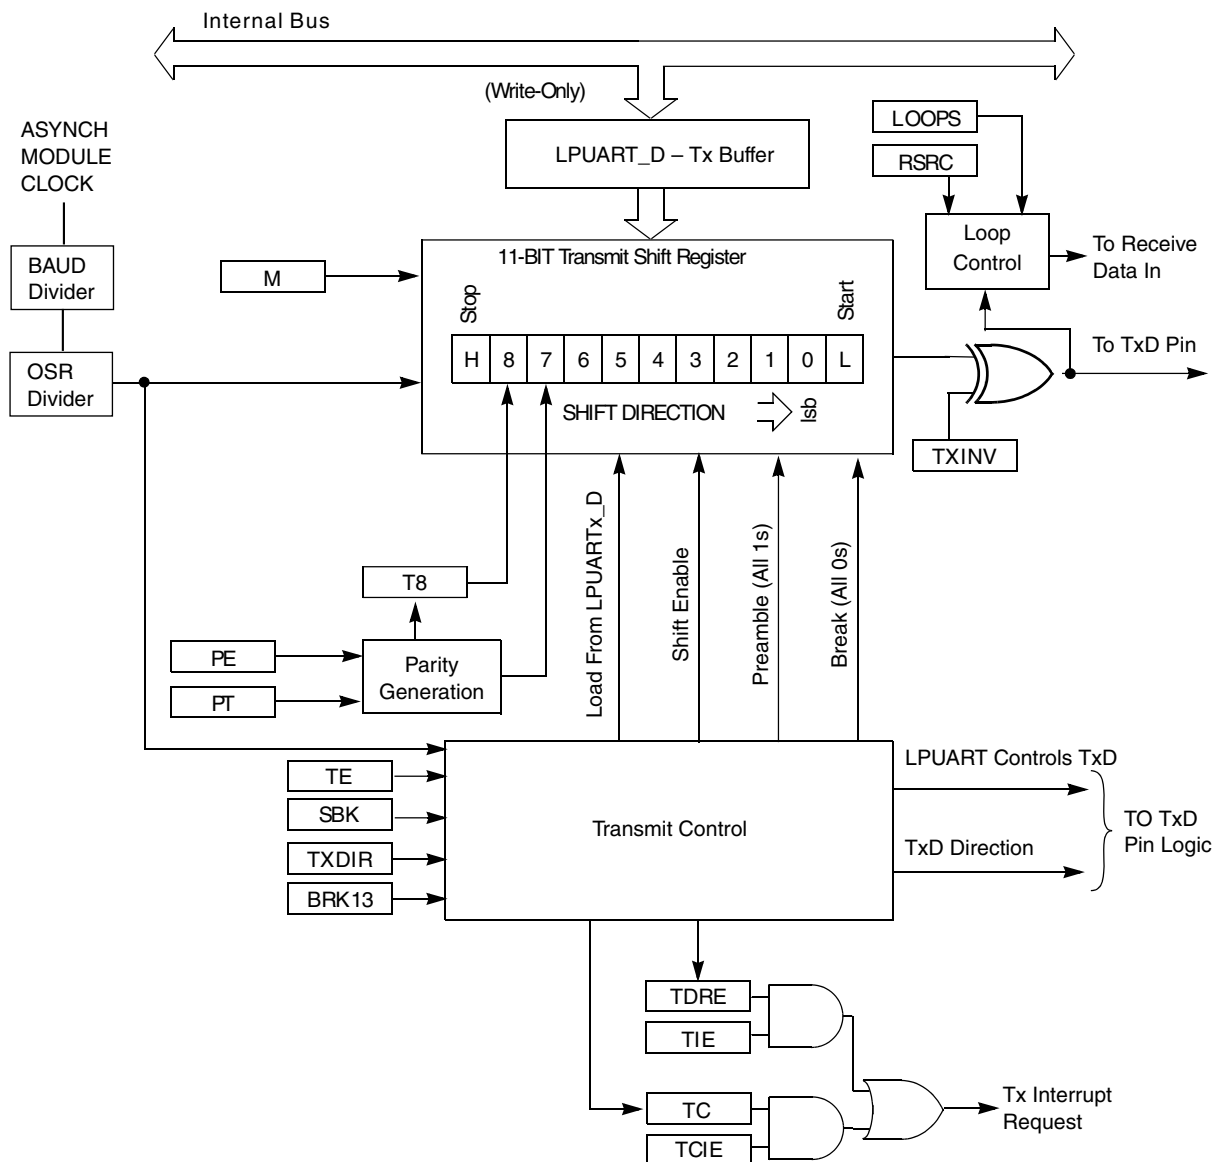 Internal Bus
(Write-Only)
LPUART_D – Tx Buffer
ASYNCH
MODULE
CLOCK
BAUD
Divider
OSR
Divider
M
11-BIT Transmit Shift Register
Stop
Start
H 8 7 6 5 4 3 2 1 0 L
SHIFT DIRECTION
lsb
LOOPS
RSRC
Loop
Control
To Receive
Data In
To TxD Pin
TXINV
T8
PE
PT
Parity
Generation
Load From LPUARTx_D
Shift Enable
Preamble (All 1s)
Break (All 0s)
TE
SBK
TXDIR
BRK13
Transmit Control
LPUART Controls TxD
TxD Direction
TO TxD
Pin Logic
TDRE
TIE
TC
TCIE
Tx Interrupt
Request